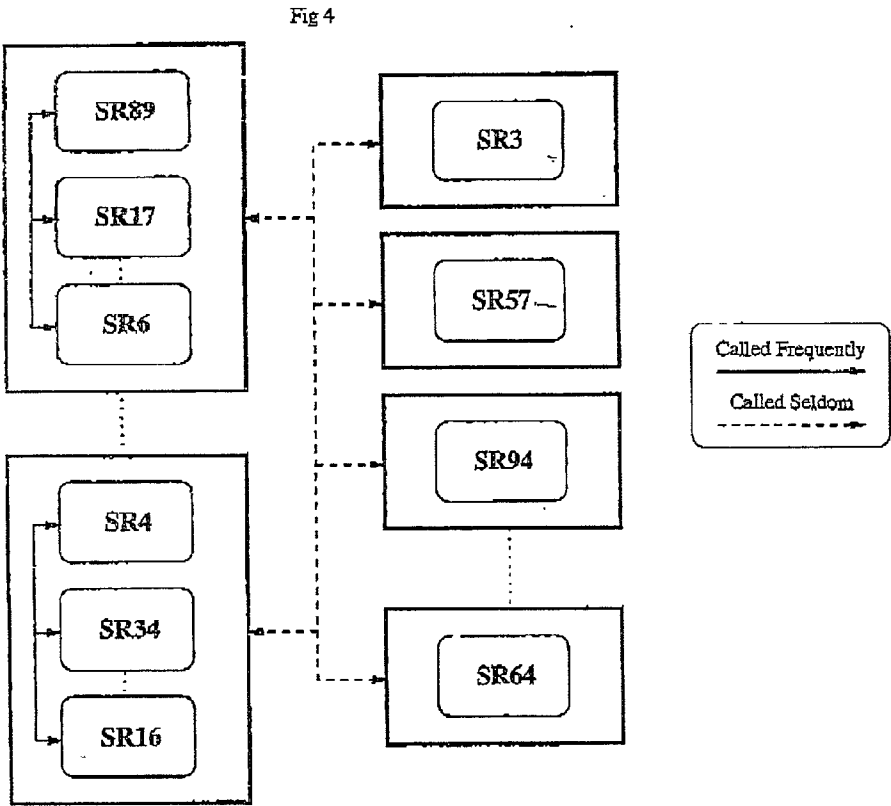 Fig 4
SR89
SR17
SR6
SR4
SR34
SR16
SR3
SR57
SR94
SR64
Called Frequently
Called Seldom